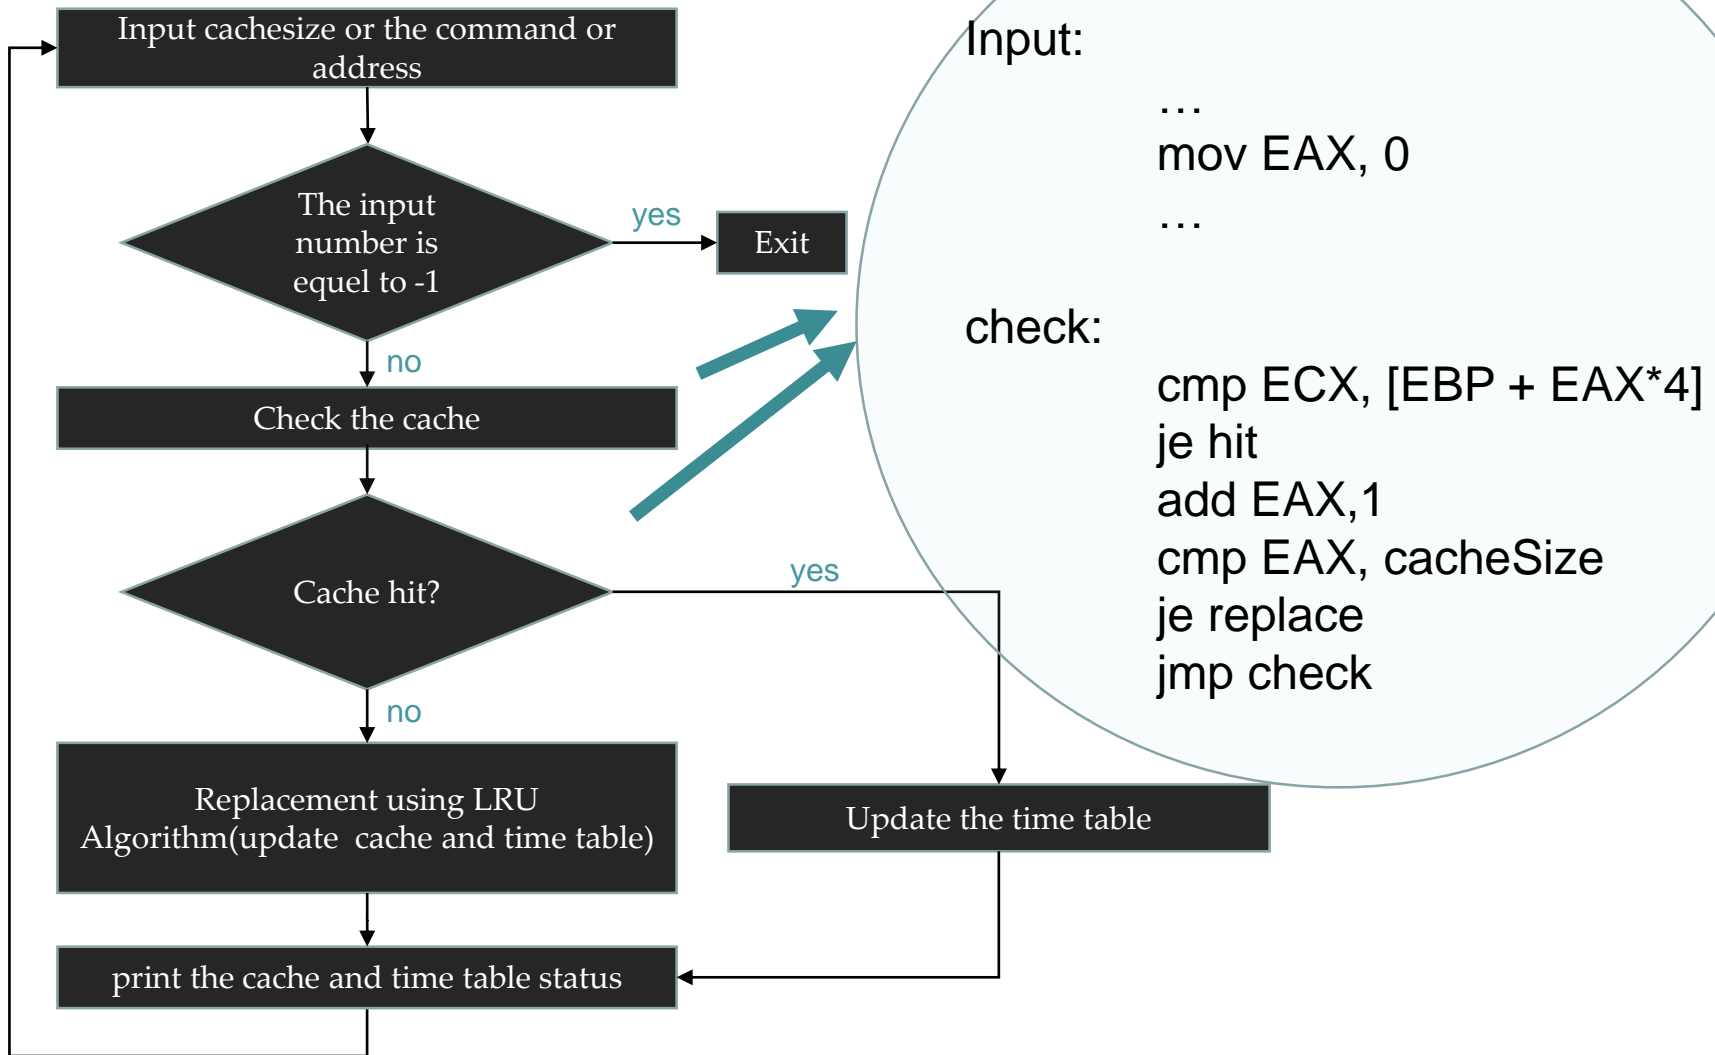 Input cachesize or the command or
address
The input
number is
equel to -1
yes
Exit
no
Check the cache
Cache hit?
yes
no
Replacement using LRU
Algorithm(update  cache and time table)
Update the time table
print the cache and time table status
Input:
…
mov EAX, 0
…
check:
cmp ECX, [EBP + EAX*4]
je hit
add EAX,1
cmp EAX, cacheSize
je replace
jmp check